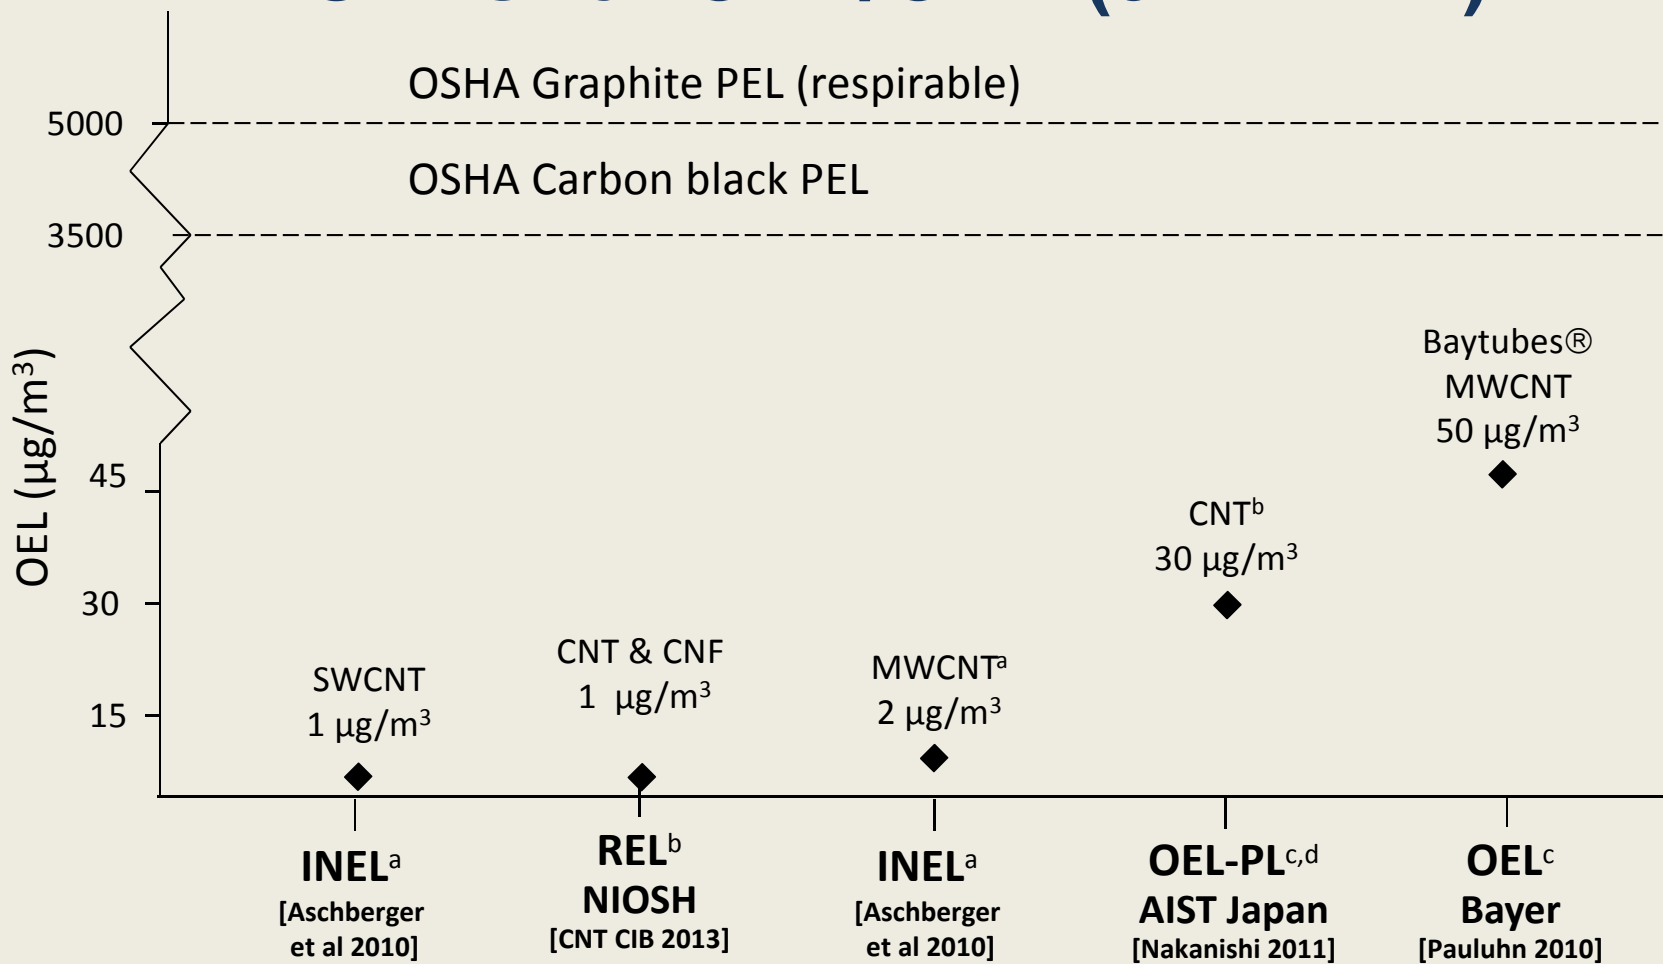 OSHA Graphite PEL (respirable)
5000
OSHA Carbon black PEL
3500
OEL (µg/m³)
Baytubes®
MWCNT
50 µg/m³
45
CNTᵇ
30 µg/m³
30
CNT & CNF
1 µg/m³
SWCNT
1 µg/m³
MWCNTᵃ
2 µg/m³
15
INELᵃ
[Aschberger
et al 2010]
RELᵇ
NIOSH
[CNT CIB 2013]
INELᵃ
[Aschberger
et al 2010]
OEL-PLᶜ,ᵈ
AIST Japan
[Nakanishi 2011]
OELᶜ
Bayer
[Pauluhn 2010]